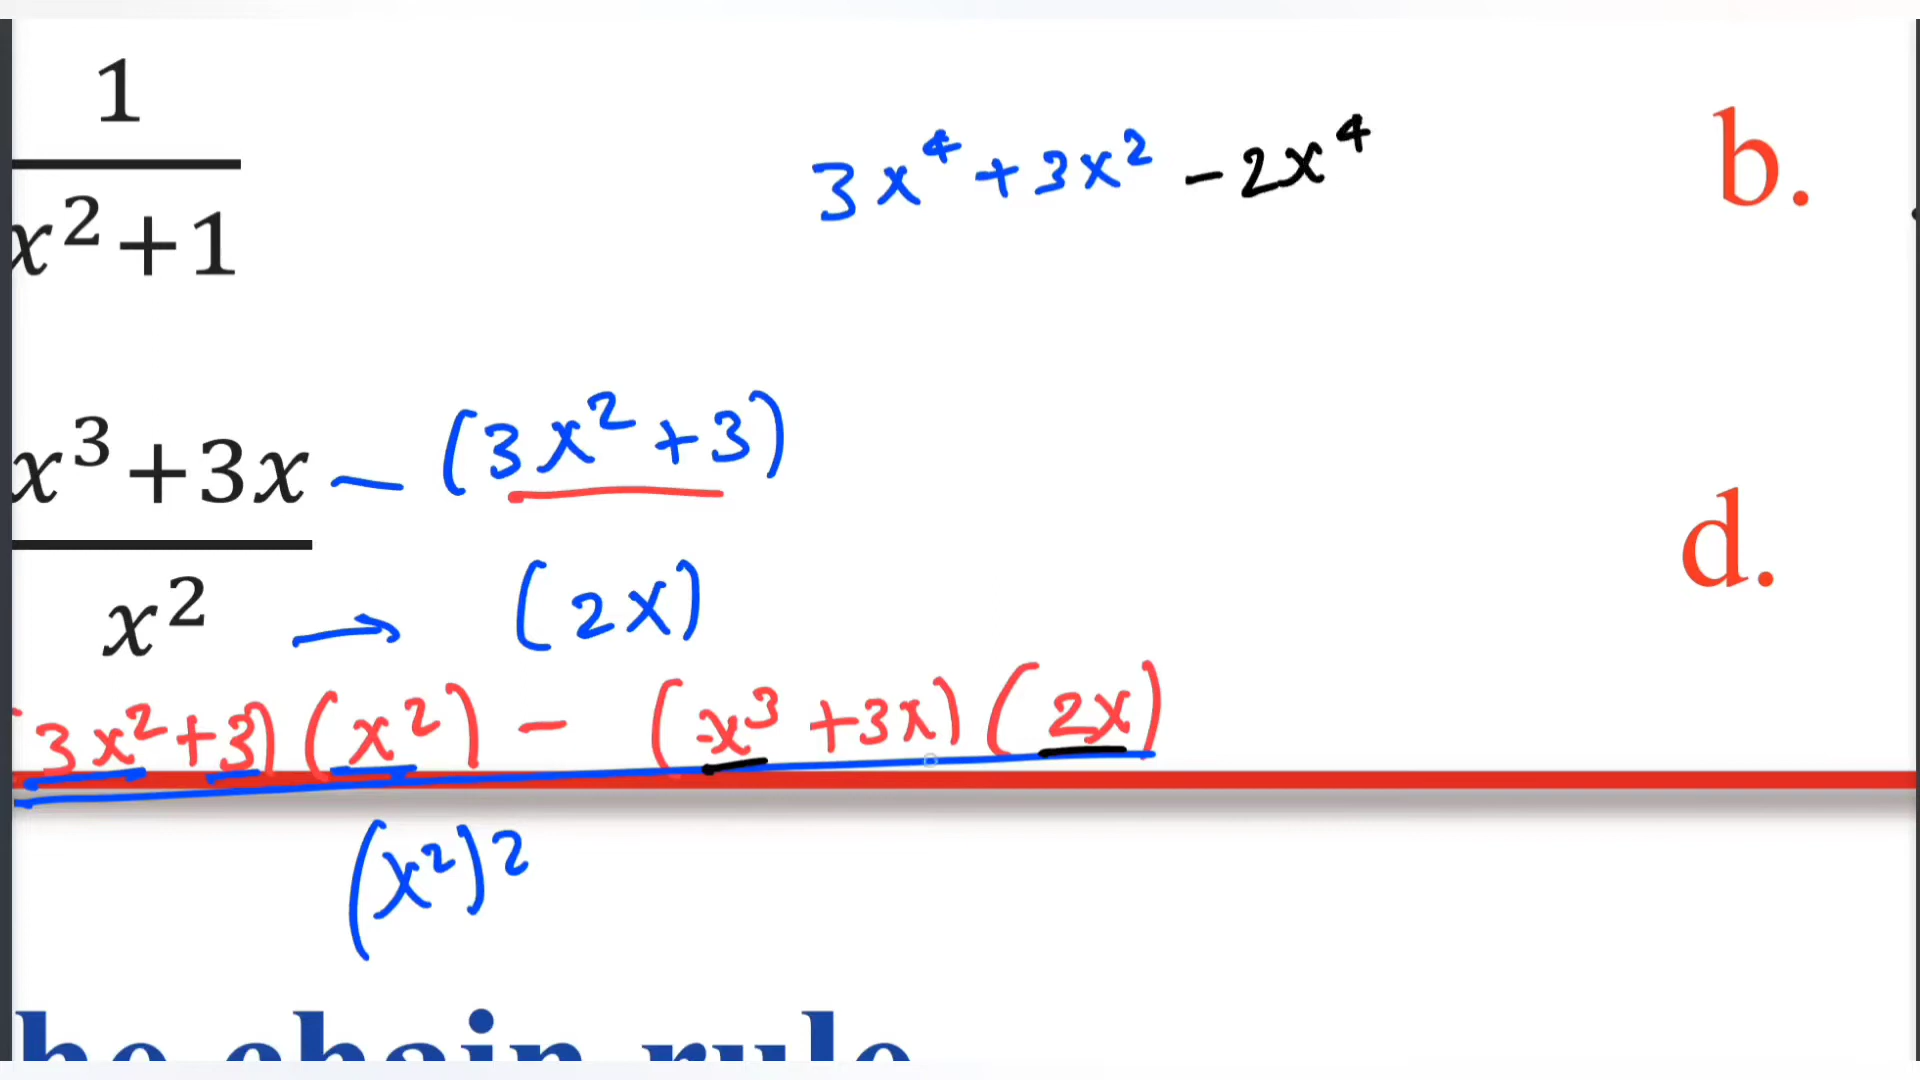 1
x² + 1
3x⁴ + 3x² - 2x⁴
b.
x³ + 3x - (3x² + 3)
x² → (2x)
d.
3x² + 3) (x²) - (x³ + 3x) (2x)
(x²)²
he chain rule